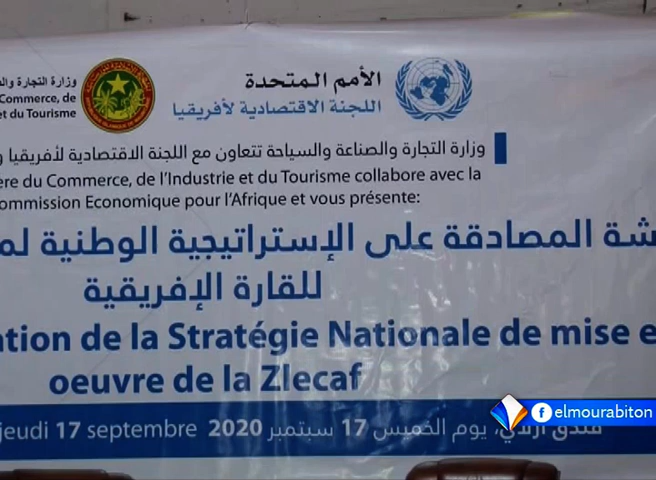 الأمم المتحدة
اللجنة الاقتصادية لأفريقيا
وزارة التجارة
Commerce, de
et du Tourisme
وزارة التجارة والصناعة والسياحة تتعاون مع اللجنة الاقتصادية لأفريقيا و
ère du Commerce, de l'Industrie et du Tourisme collabore avec la
ommission Economique pour l'Afrique et vous présente:
شة المصادقة على الإستراتيجية الوطنية لم
للقارة الإفريقية
ation de la Stratégie Nationale de mise e
oeuvre de la Zlecaf
يوم الخميس 17 سبتمبر 2020
jeudi 17 septembre
elmourabiton